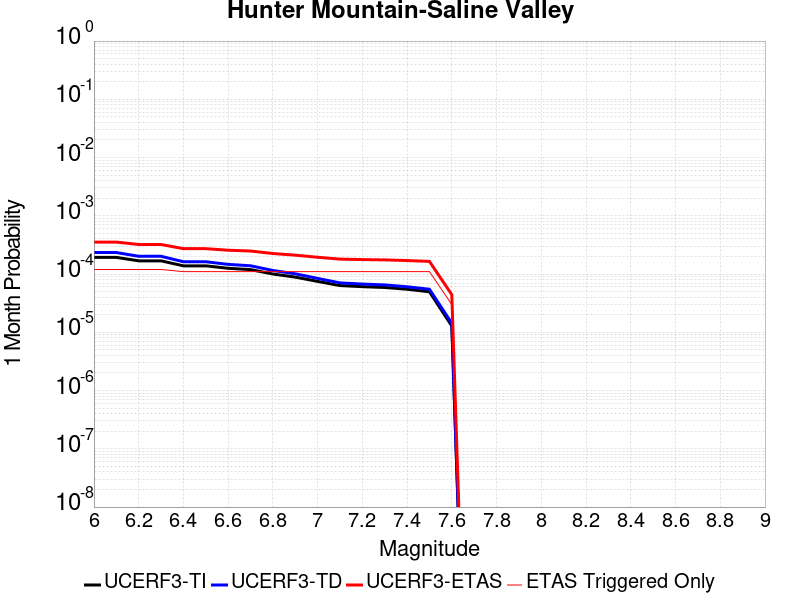 Hunter Mountain-Saline Valley
10^0
10^-1
10^-2
10^-3
10^-4
10^-5
10^-6
10^-7
10^-8
1 Month Probability
6 6.2 6.4 6.6 6.8 7 7.2 7.4 7.6 7.8 8 8.2 8.4 8.6 8.8 9
Magnitude
UCERF3-TI UCERF3-TD UCERF3-ETAS ETAS Triggered Only